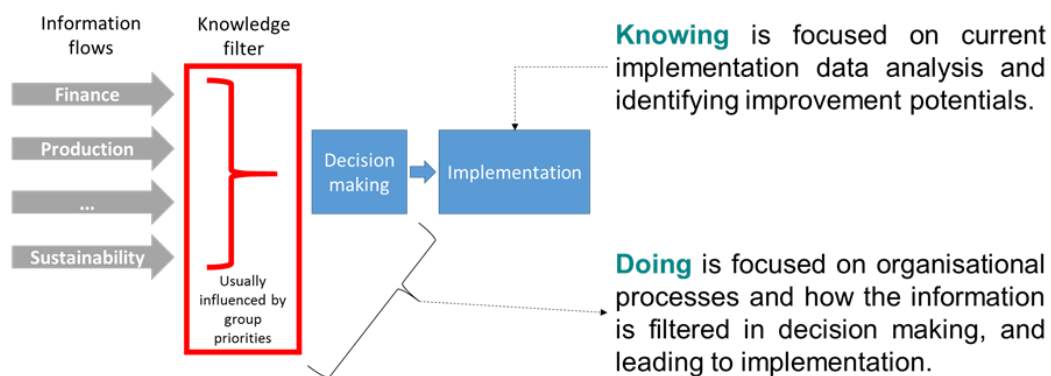 Information
flows
Knowledge
filter
Finance
Production
...
Sustainability
Usually
influenced by
group
priorities
Decision
making
Implementation
Knowing is focused on current
implementation data analysis and
identifying improvement potentials.
Doing is focused on organisational
processes and how the information
is filtered in decision making, and
leading to implementation.